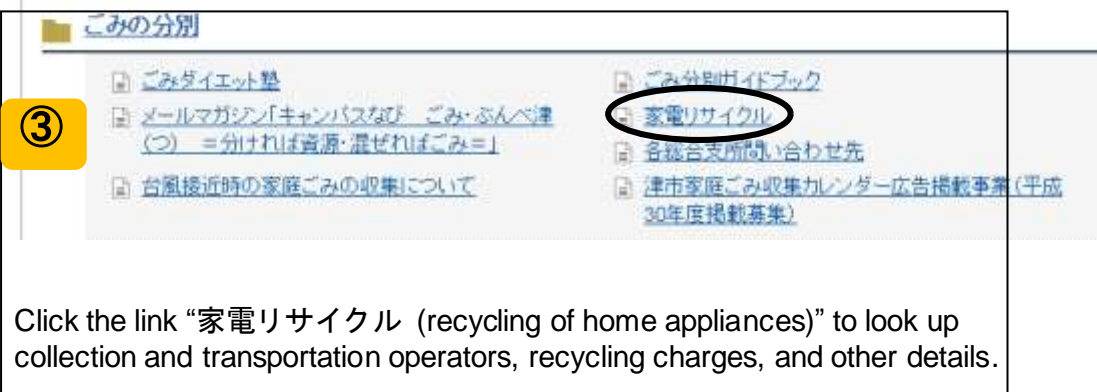 ごみの分別
ごみダイエット塾
ごみ分別ガイドブック
③
メールマガジン「キャンパスなび　ごみ・ぶんべ津
(つ)　=分ければ資源・混ぜればごみ=」
家電リサイクル
各総合支所問い合わせ先
台風接近時の家庭ごみの収集について
津市家庭ごみ収集カレンダー広告掲載事業(平成
30年度掲載募集)
Click the link “家電リサイクル (recycling of home appliances)” to look up
collection and transportation operators, recycling charges, and other details.